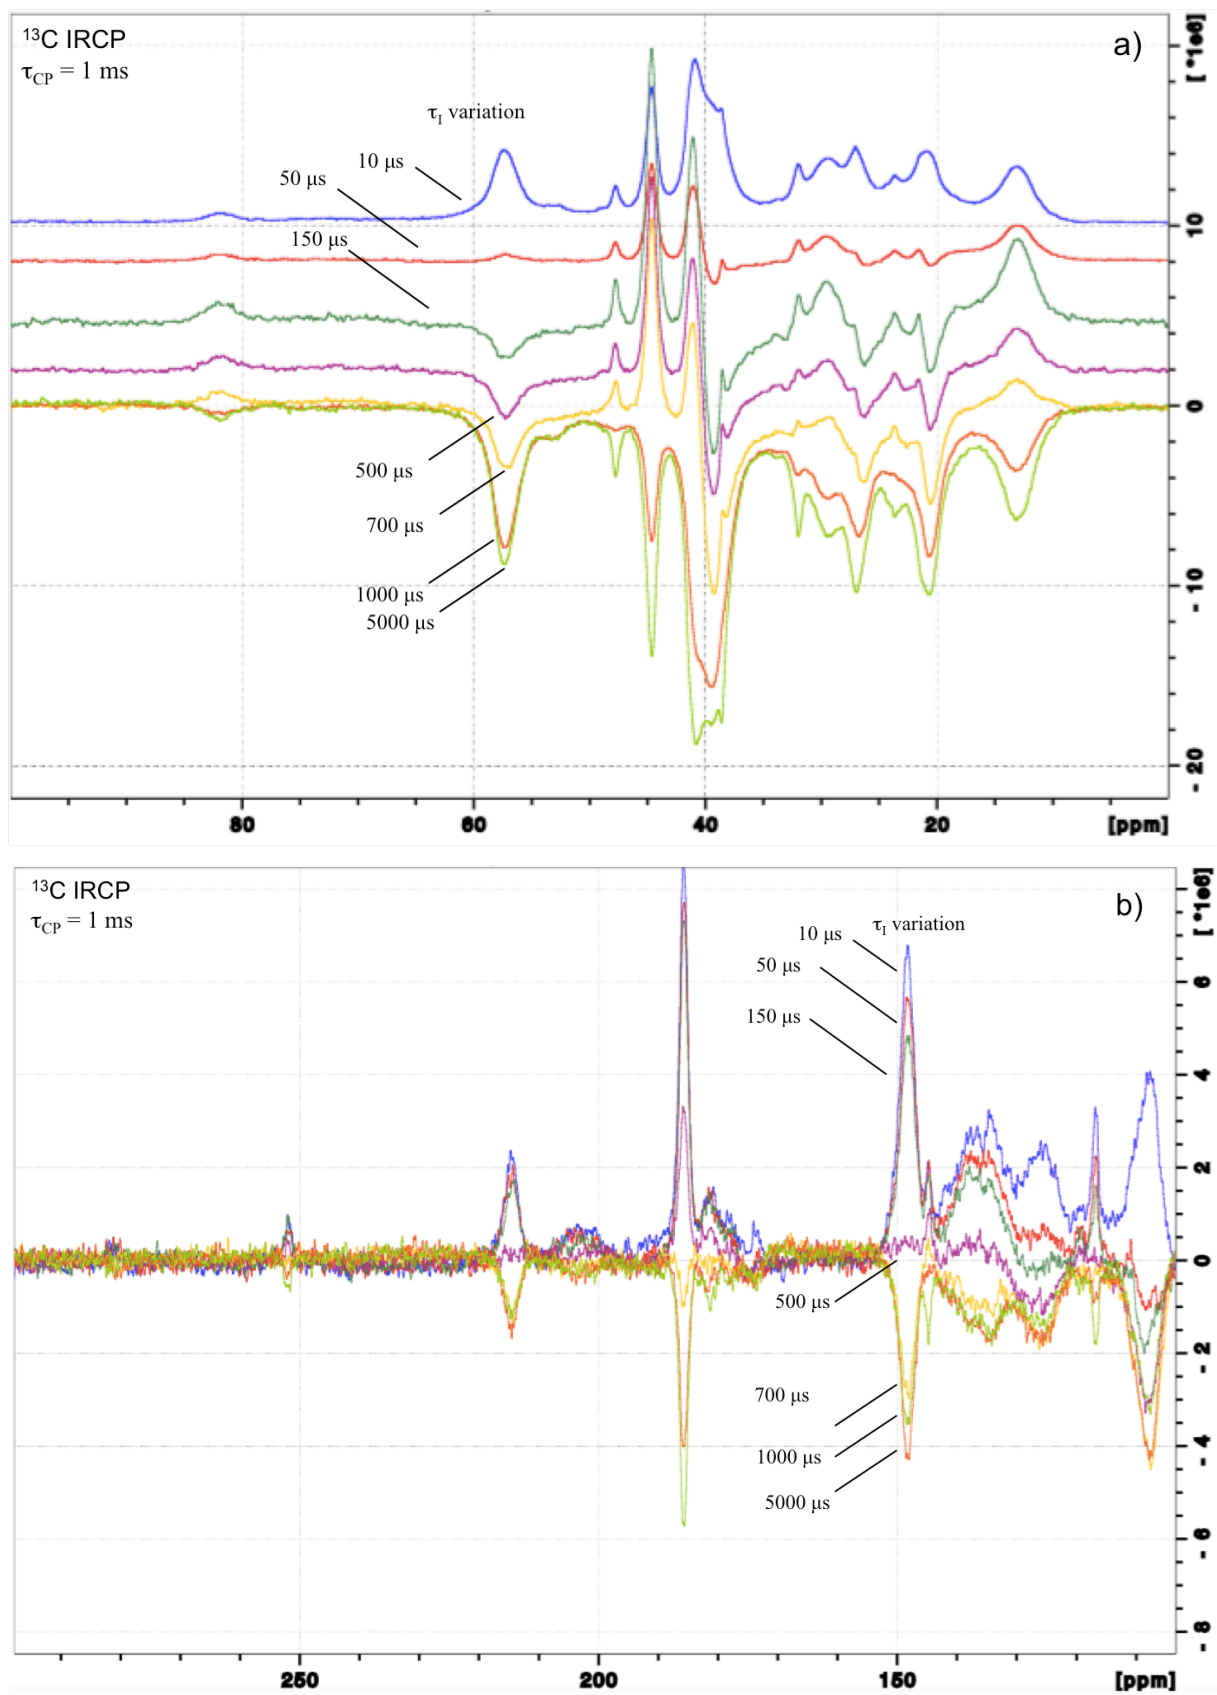 ¹³C IRCP
τCP = 1 ms
a)
[ *1e6]
τI variation
10 μs
50 μs
150 μs
500 μs
700 μs
1000 μs
5000 μs
10
0
- 10
- 20
80
60
40
20
[ppm]
¹³C IRCP
τCP = 1 ms
b)
[ *1e6]
τI variation
10 μs
50 μs
150 μs
500 μs
700 μs
1000 μs
5000 μs
6
4
2
0
- 2
- 4
- 6
- 8
250
200
150
[ppm]